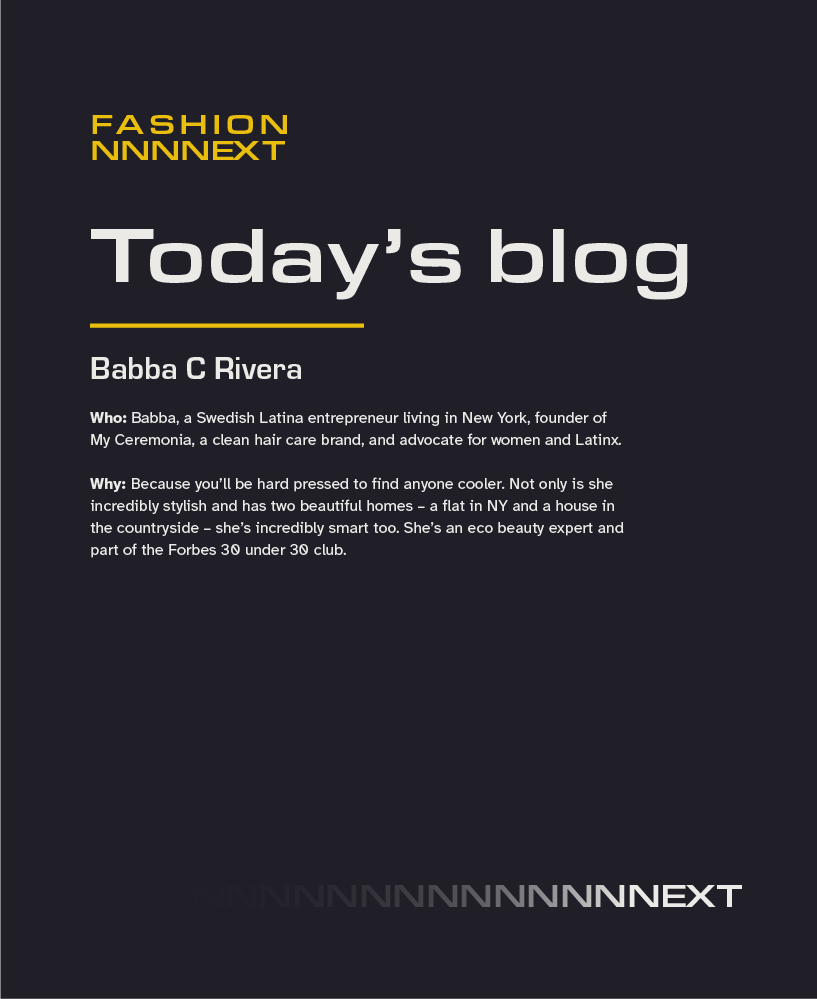 FASHION
NNNNEXT
Today’s blog
Babba C Rivera
Who: Babba, a Swedish Latina entrepreneur living in New York, founder of
My Ceremonia, a clean hair care brand, and advocate for women and Latinx.
Why: Because you’ll be hard pressed to find anyone cooler. Not only is she
incredibly stylish and has two beautiful homes – a flat in NY and a house in
the countryside – she’s incredibly smart too. She’s an eco beauty expert and
part of the Forbes 30 under 30 club.
NNNNNNNNNNNNNNEXT